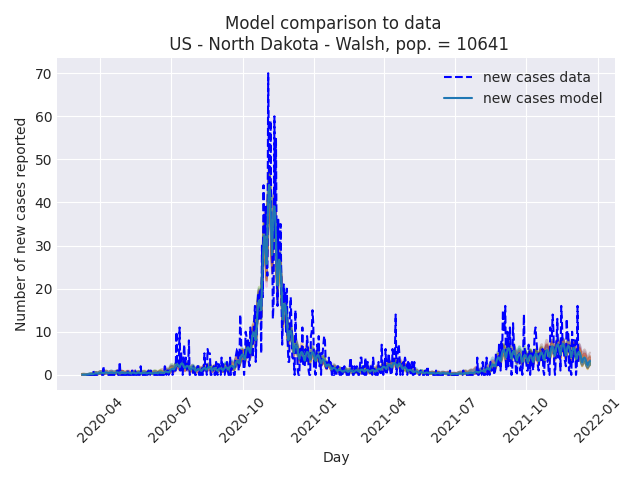 Model comparison to data
US - North Dakota - Walsh, pop. = 10641
new cases data
new cases model
Number of new cases reported
70
60
50
40
30
20
10
0
2020-04
2020-07
2020-10
2021-01
2021-04
2021-07
2021-10
2022-01
Day